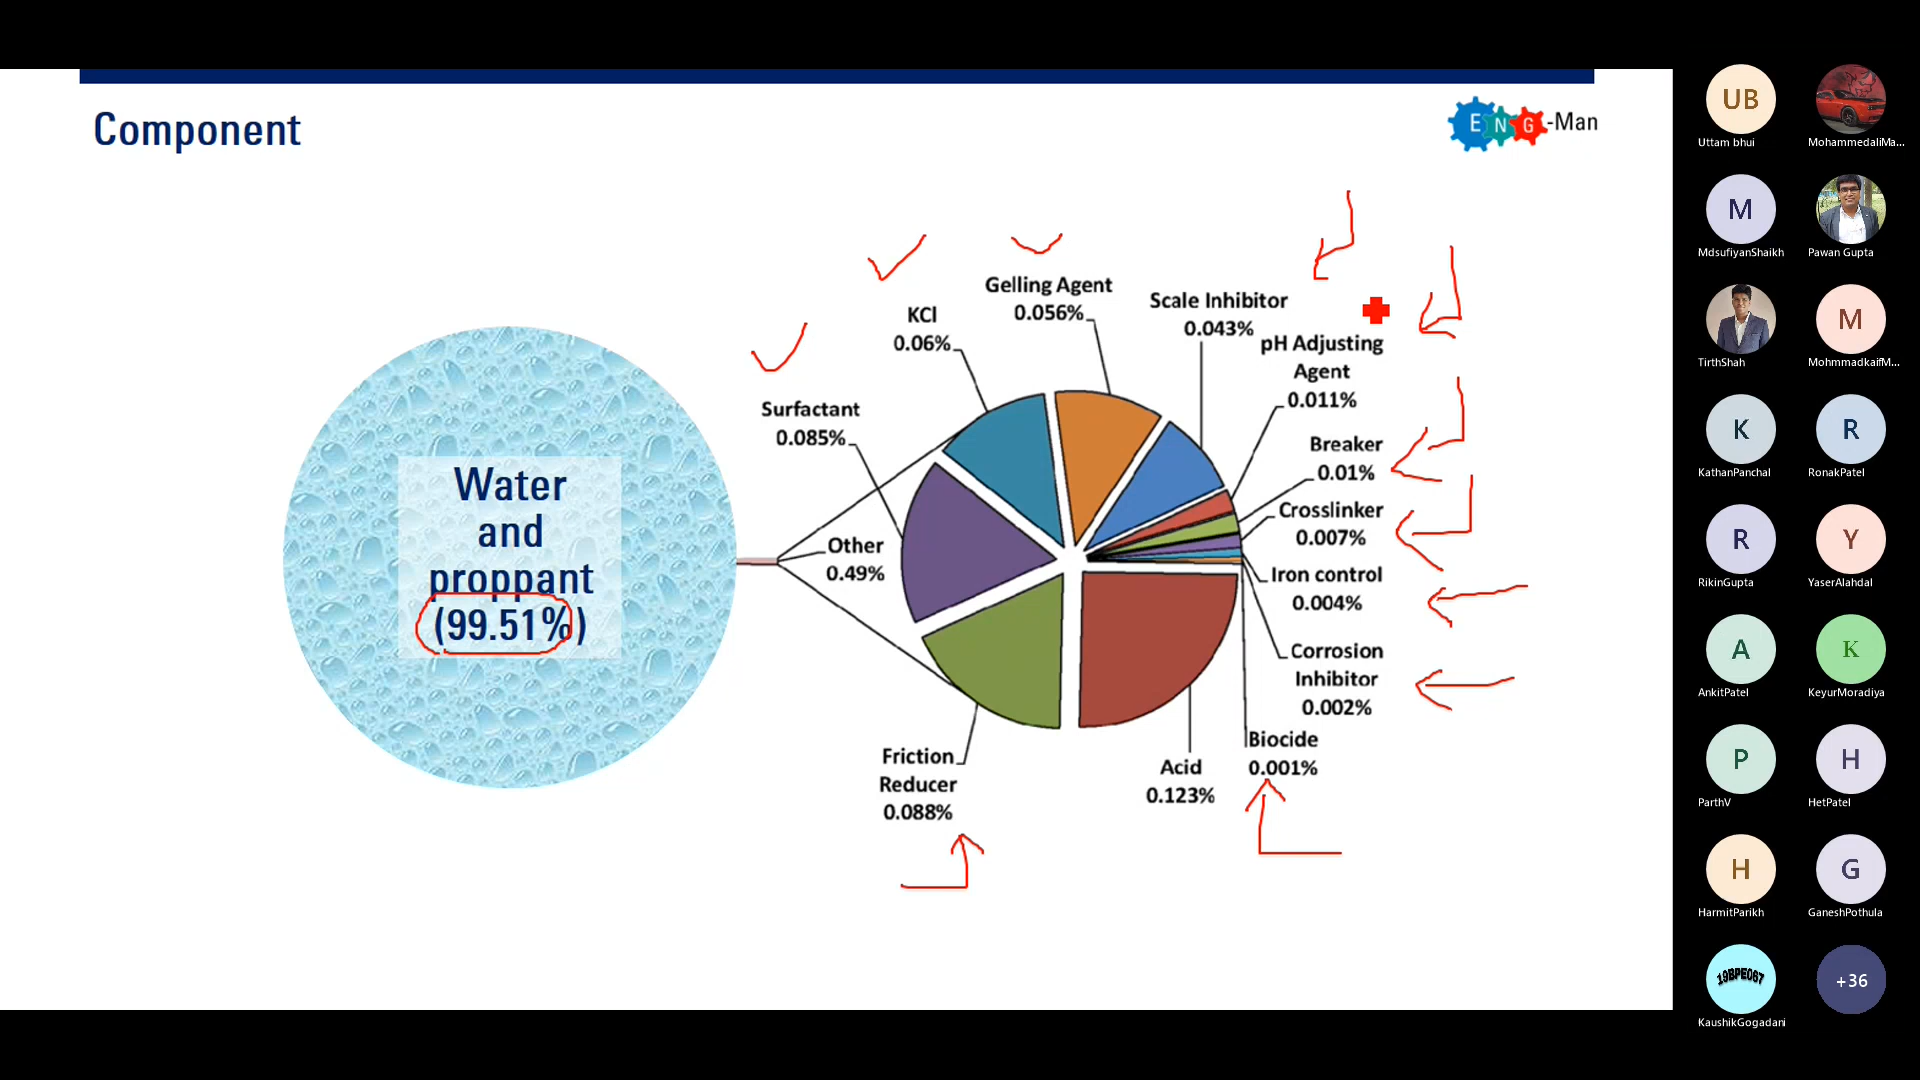 Component
E N G -Man
Water
and
proppant
(99.51%)
Other
0.49%
Surfactant
0.085%
KCl
0.06%
Gelling Agent
0.056%
Scale Inhibitor
0.043%
pH Adjusting
Agent
0.011%
Breaker
0.01%
Crosslinker
0.007%
Iron control
0.004%
Corrosion
Inhibitor
0.002%
Biocide
0.001%
Acid
0.123%
Friction
Reducer
0.088%
UB
Uttam bhui
MohammedaliMa...
M
MdsufiyanShaikh
Pawan Gupta
TirthShah
M
MohmmadkaifM...
K
KathanPanchal
R
RonakPatel
R
RikinGupta
Y
YaserAlahdal
A
AnkitPatel
K
KeyurMoradiya
P
ParthV
H
HetPatel
H
HarmitParikh
G
GaneshPothula
19BPE067
KaushikGogadani
+36